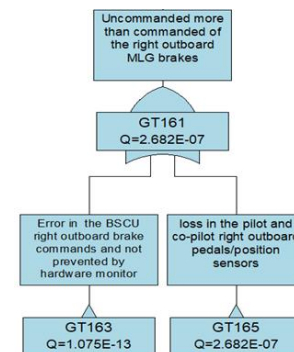 Uncommanded more
than commanded of
the right outboard
MLG brakes
GT161
Q=2.682E-07
Error in the BSCU
right outboard brake
commands and not
prevented by
hardware monitor
loss in the pilot and
co-pilot right outboard
pedals/position
sensors
GT163
Q=1.075E-13
GT165
Q=2.682E-07